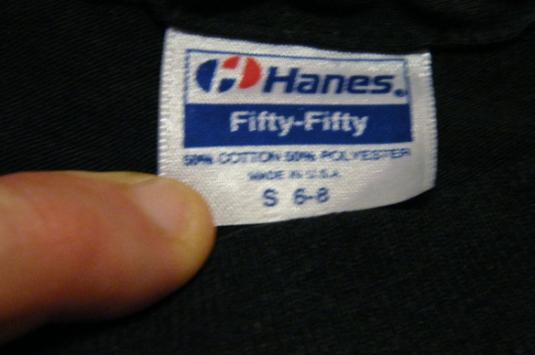 Hanes.
Fifty-Fifty
50% COTTON 50% POLYESTER
MADE IN U.S.A
S 6-8